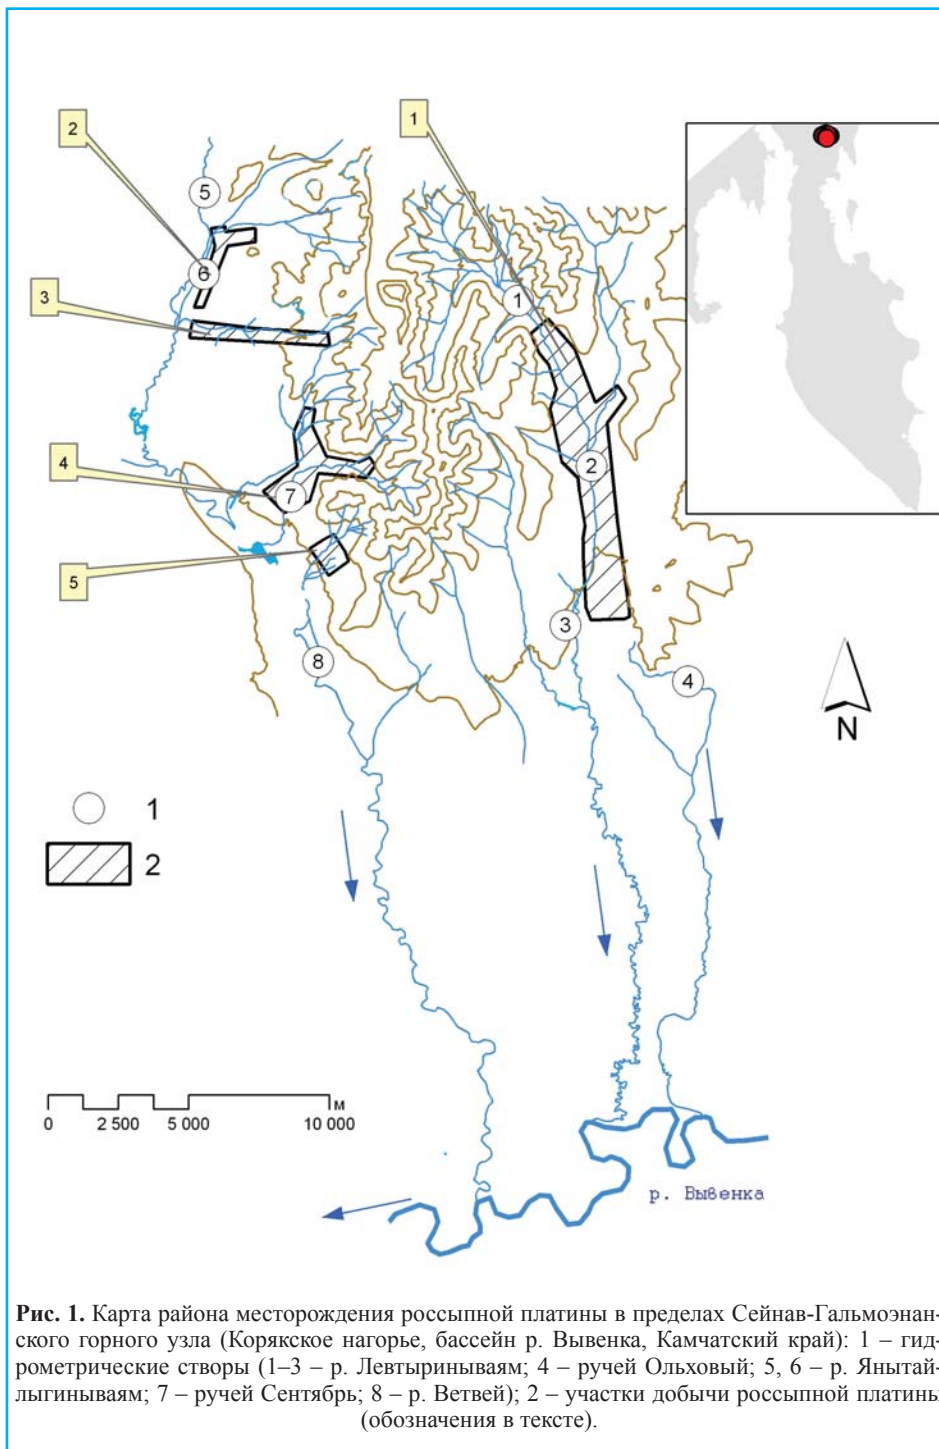 1
2
5
6
3
1
2
4
7
5
3
8
4
N
1
2
м
0 2 500 5 000 10 000
р. Вывенка
Рис. 1. Карта района месторождения россыпной платины в пределах Сейнав-Гальмоэнан-
ского горного узла (Корякское нагорье, бассейн р. Вывенка, Камчатский край): 1 – гид-
рометрические створы (1–3 – р. Левтыринываям; 4 – ручей Ольховый; 5, 6 – р. Янытай-
лыгинываям; 7 – ручей Сентябрь; 8 – р. Ветвей); 2 – участки добычи россыпной платины
(обозначения в тексте).